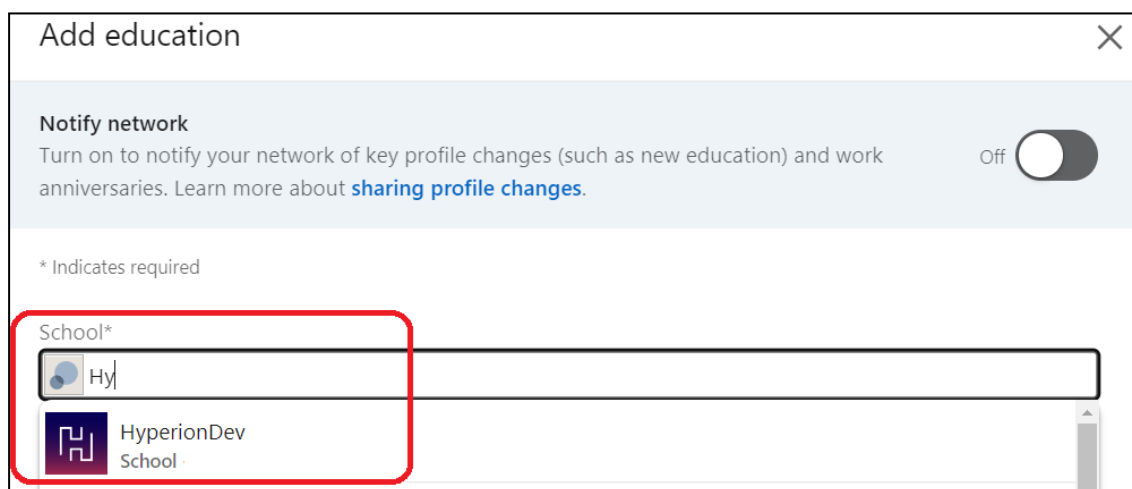 Add education
Notify network
Turn on to notify your network of key profile changes (such as new education) and work
Off
anniversaries. Learn more about sharing profile changes.
* Indicates required
School*
Hy
HyperionDev
School